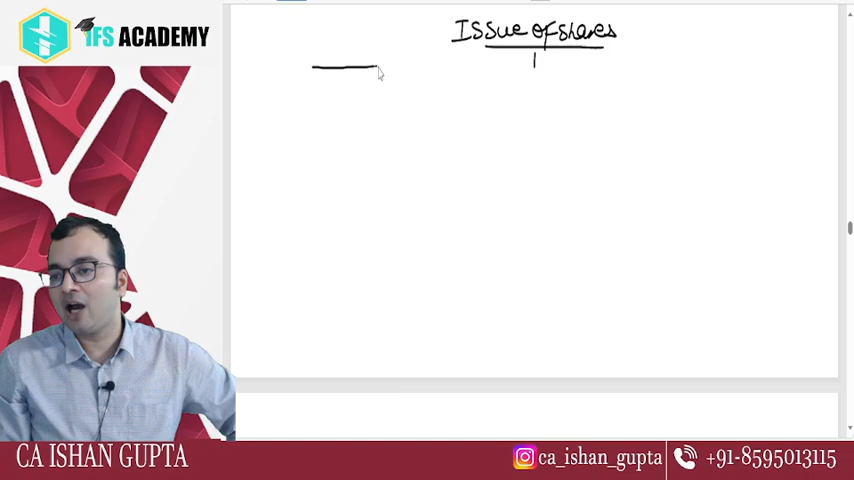 IFS ACADEMY
Issue of shares
CA ISHAN GUPTA
ca_ishan_gupta
+91-8595013115